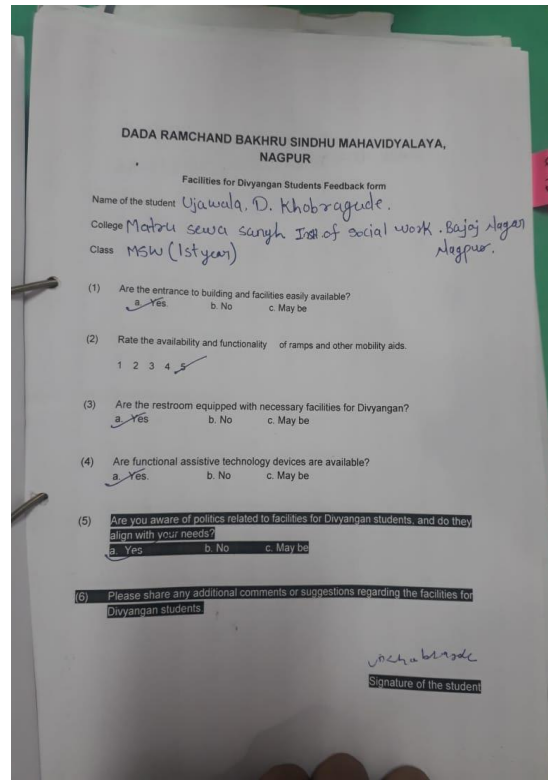 DADA RAMCHAND BAKHRU SINDHU MAHAVIDYALAYA,
NAGPUR
Facilities for Divyangan Students Feedback form
Name of the student Ujawala. D. Khobragade.
College Matru sewa sangh Inst of social work. Bajaj Nagar
Nagpur.
Class MSW (1st year)
(1) Are the entrance to building and facilities easily available?
a. Yes. b. No c. May be
(2) Rate the availability and functionality of ramps and other mobility aids.
1 2 3 4 5
(3) Are the restroom equipped with necessary facilities for Divyangan?
a. Yes b. No c. May be
(4) Are functional assistive technology devices are available?
a. Yes. b. No c. May be
(5) Are you aware of politics related to facilities for Divyangan students, and do they
align with your needs?
a. Yes b. No c. May be
(6) Please share any additional comments or suggestions regarding the facilities for
Divyangan students.
Signature of the student